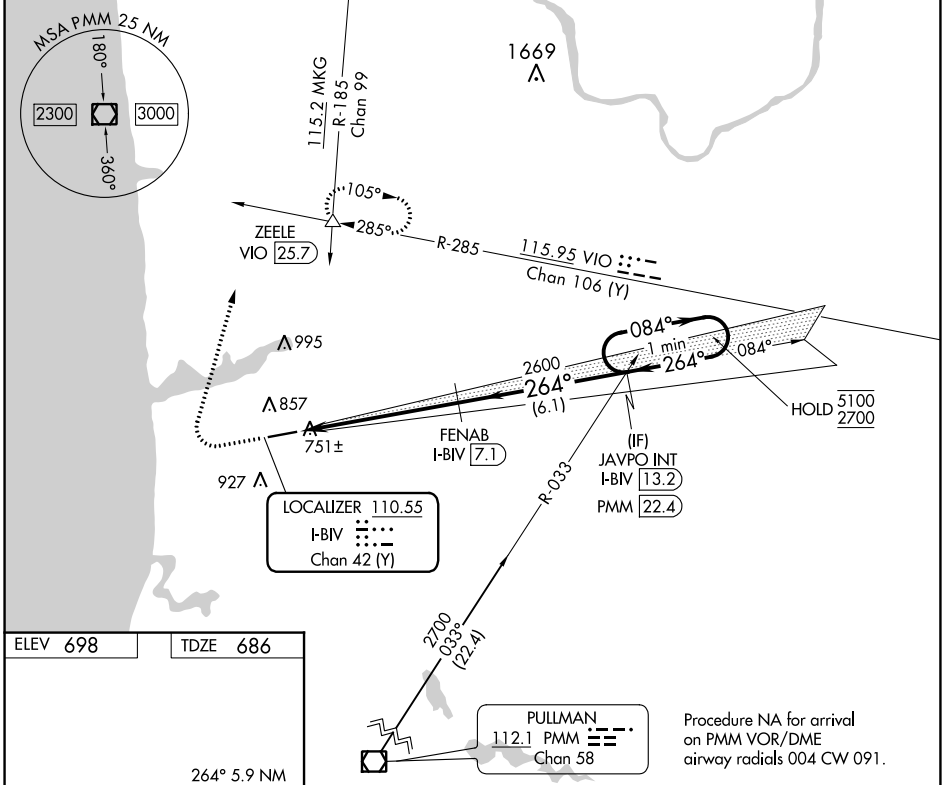 MSA PMM 25 NM
180°
2300
3000
360°
115.2 MKG
R-185
Chan 99
1669
105°
285°
ZEELE
VIO 25.7
R-285
115.95 VIO
Chan 106 (Y)
995
857
751±
927
2600
264°
(6.1)
084°
1 min
264°
084°
HOLD 5100
2700
FENAB
I-BIV 7.1
(IF)
JAVPO INT
I-BIV 13.2
PMM 22.4
R-033
LOCALIZER 110.55
I-BIV
Chan 42 (Y)
2700
033°
(22.4)
ELEV 698
TDZE 686
264° 5.9 NM
PULLMAN
112.1 PMM
Chan 58
Procedure NA for arrival
on PMM VOR/DME
airway radials 004 CW 091.